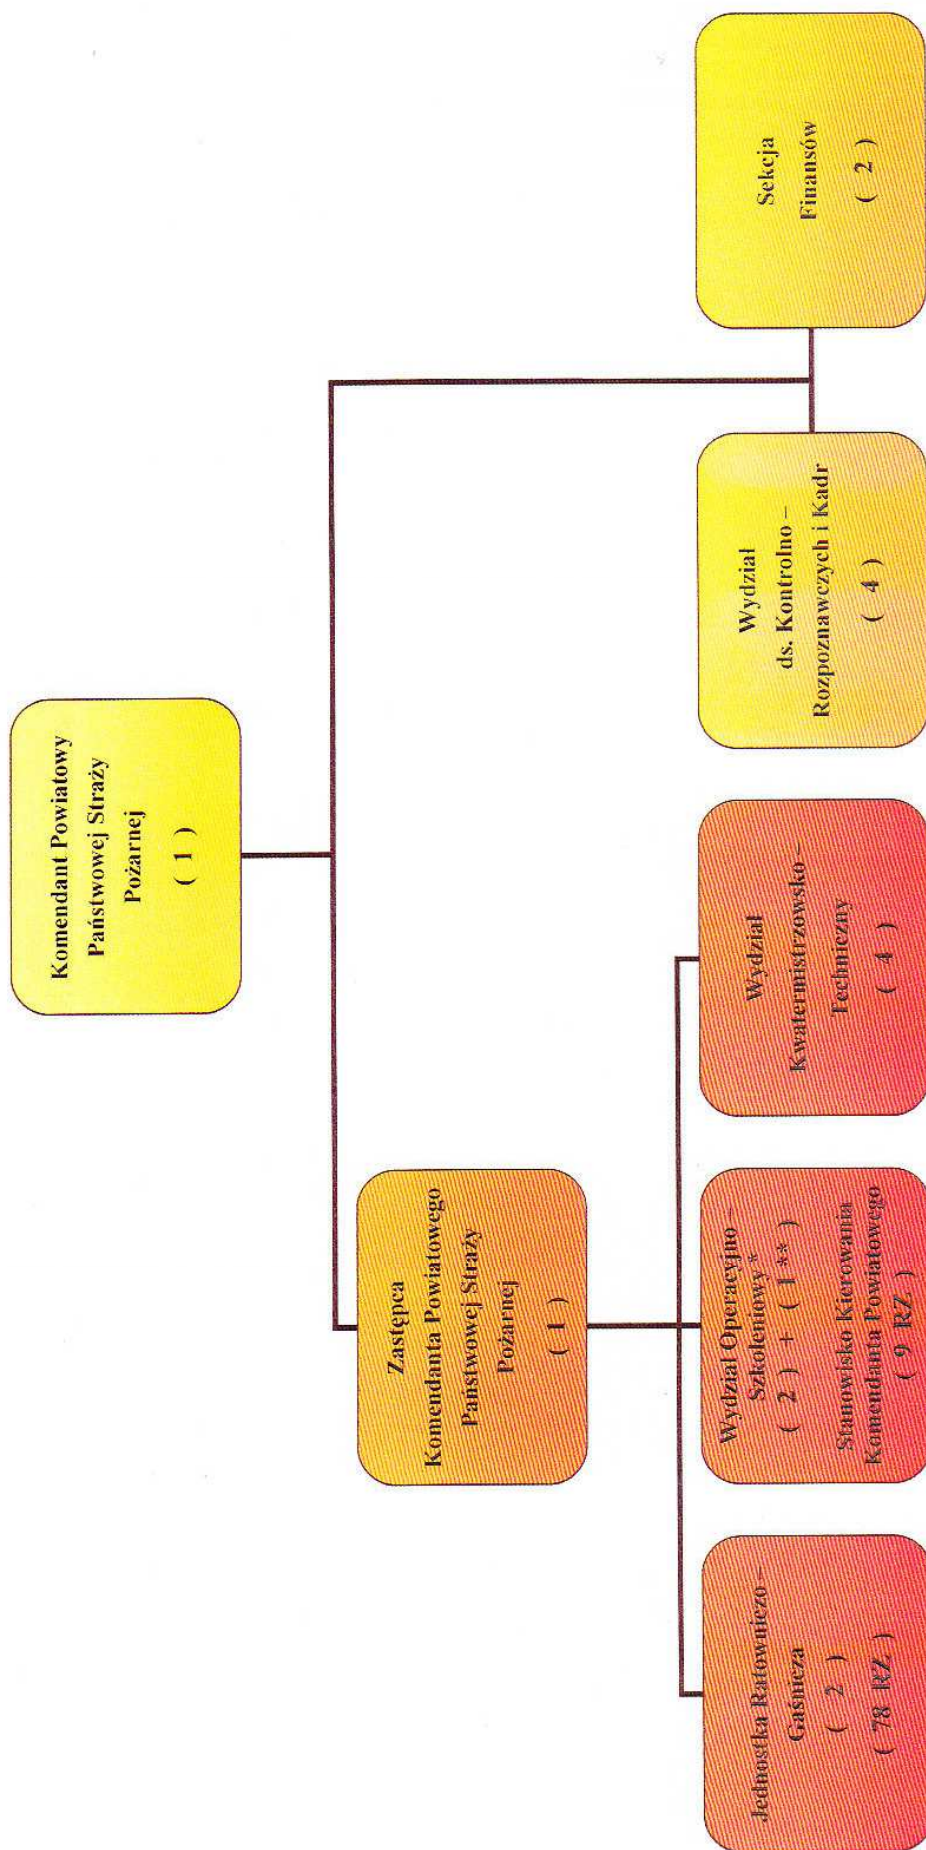 Komendant Powiatowy
Państwowej Straży
Pożarnej
( 1 )
Zastępca
Komendanta Powiatowego
Państwowej Straży
Pożarnej
( 1 )
Jednostka Ratowniczo –
Gaśnicza
( 2 )
( 78 RZ )
Wydział Operacyjno –
Szkoleniowy *
( 2 ) + ( 1 ** )
Stanowisko Kierowania
Komendanta Powiatowego
( 9 RZ )
Wydział
Kwatermistrzowsko –
Techniczny
( 4 )
Wydział
ds. Kontrolno –
Rozpoznawczych i Kadr
( 4 )
Sekcja
Finansów
( 2 )